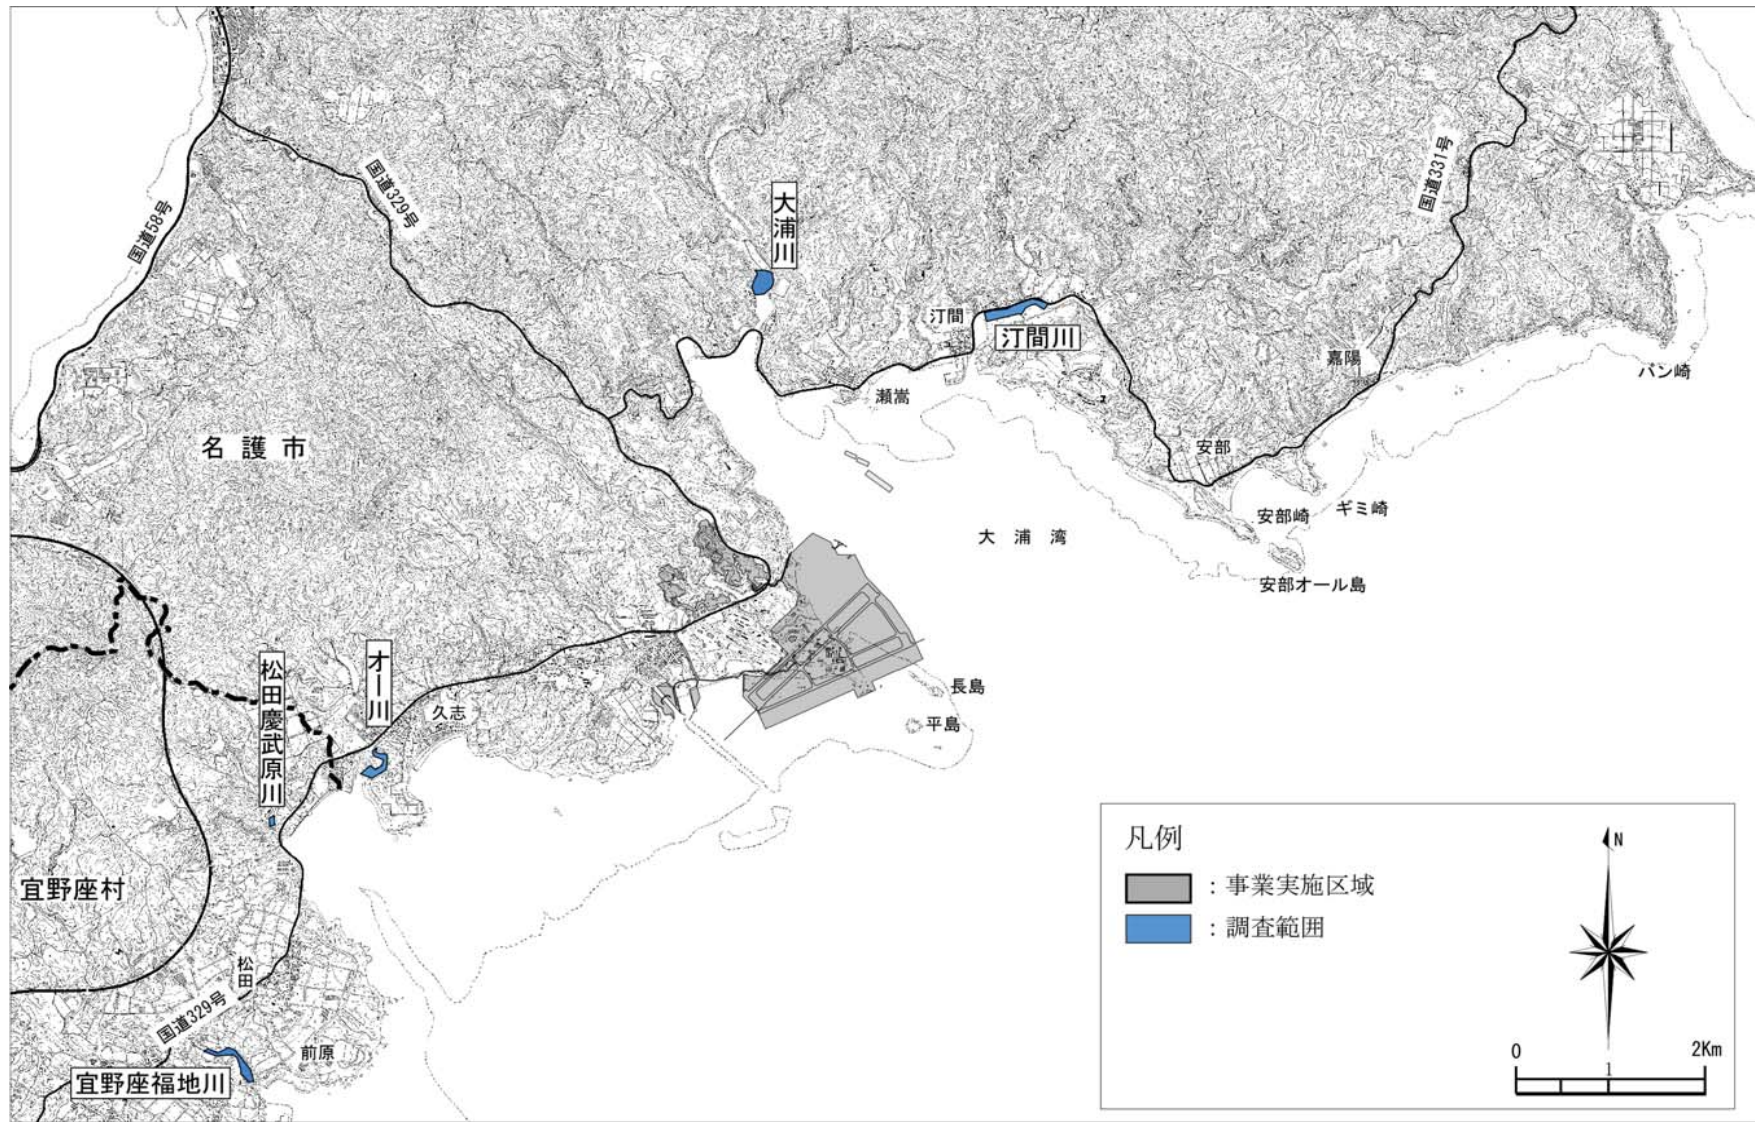 国道58号
国道329号
大浦川
国道331号
汀間
汀間川
嘉陽
バン崎
瀬嵩
名護市
安部
安部崎
ギミ崎
大浦湾
安部オール島
松田慶武原川
オー川
久志
長島
平島
宜野座村
松田
国道329号
前原
宜野座福地川
凡例
：事業実施区域
：調査範囲
N
0
1
2Km